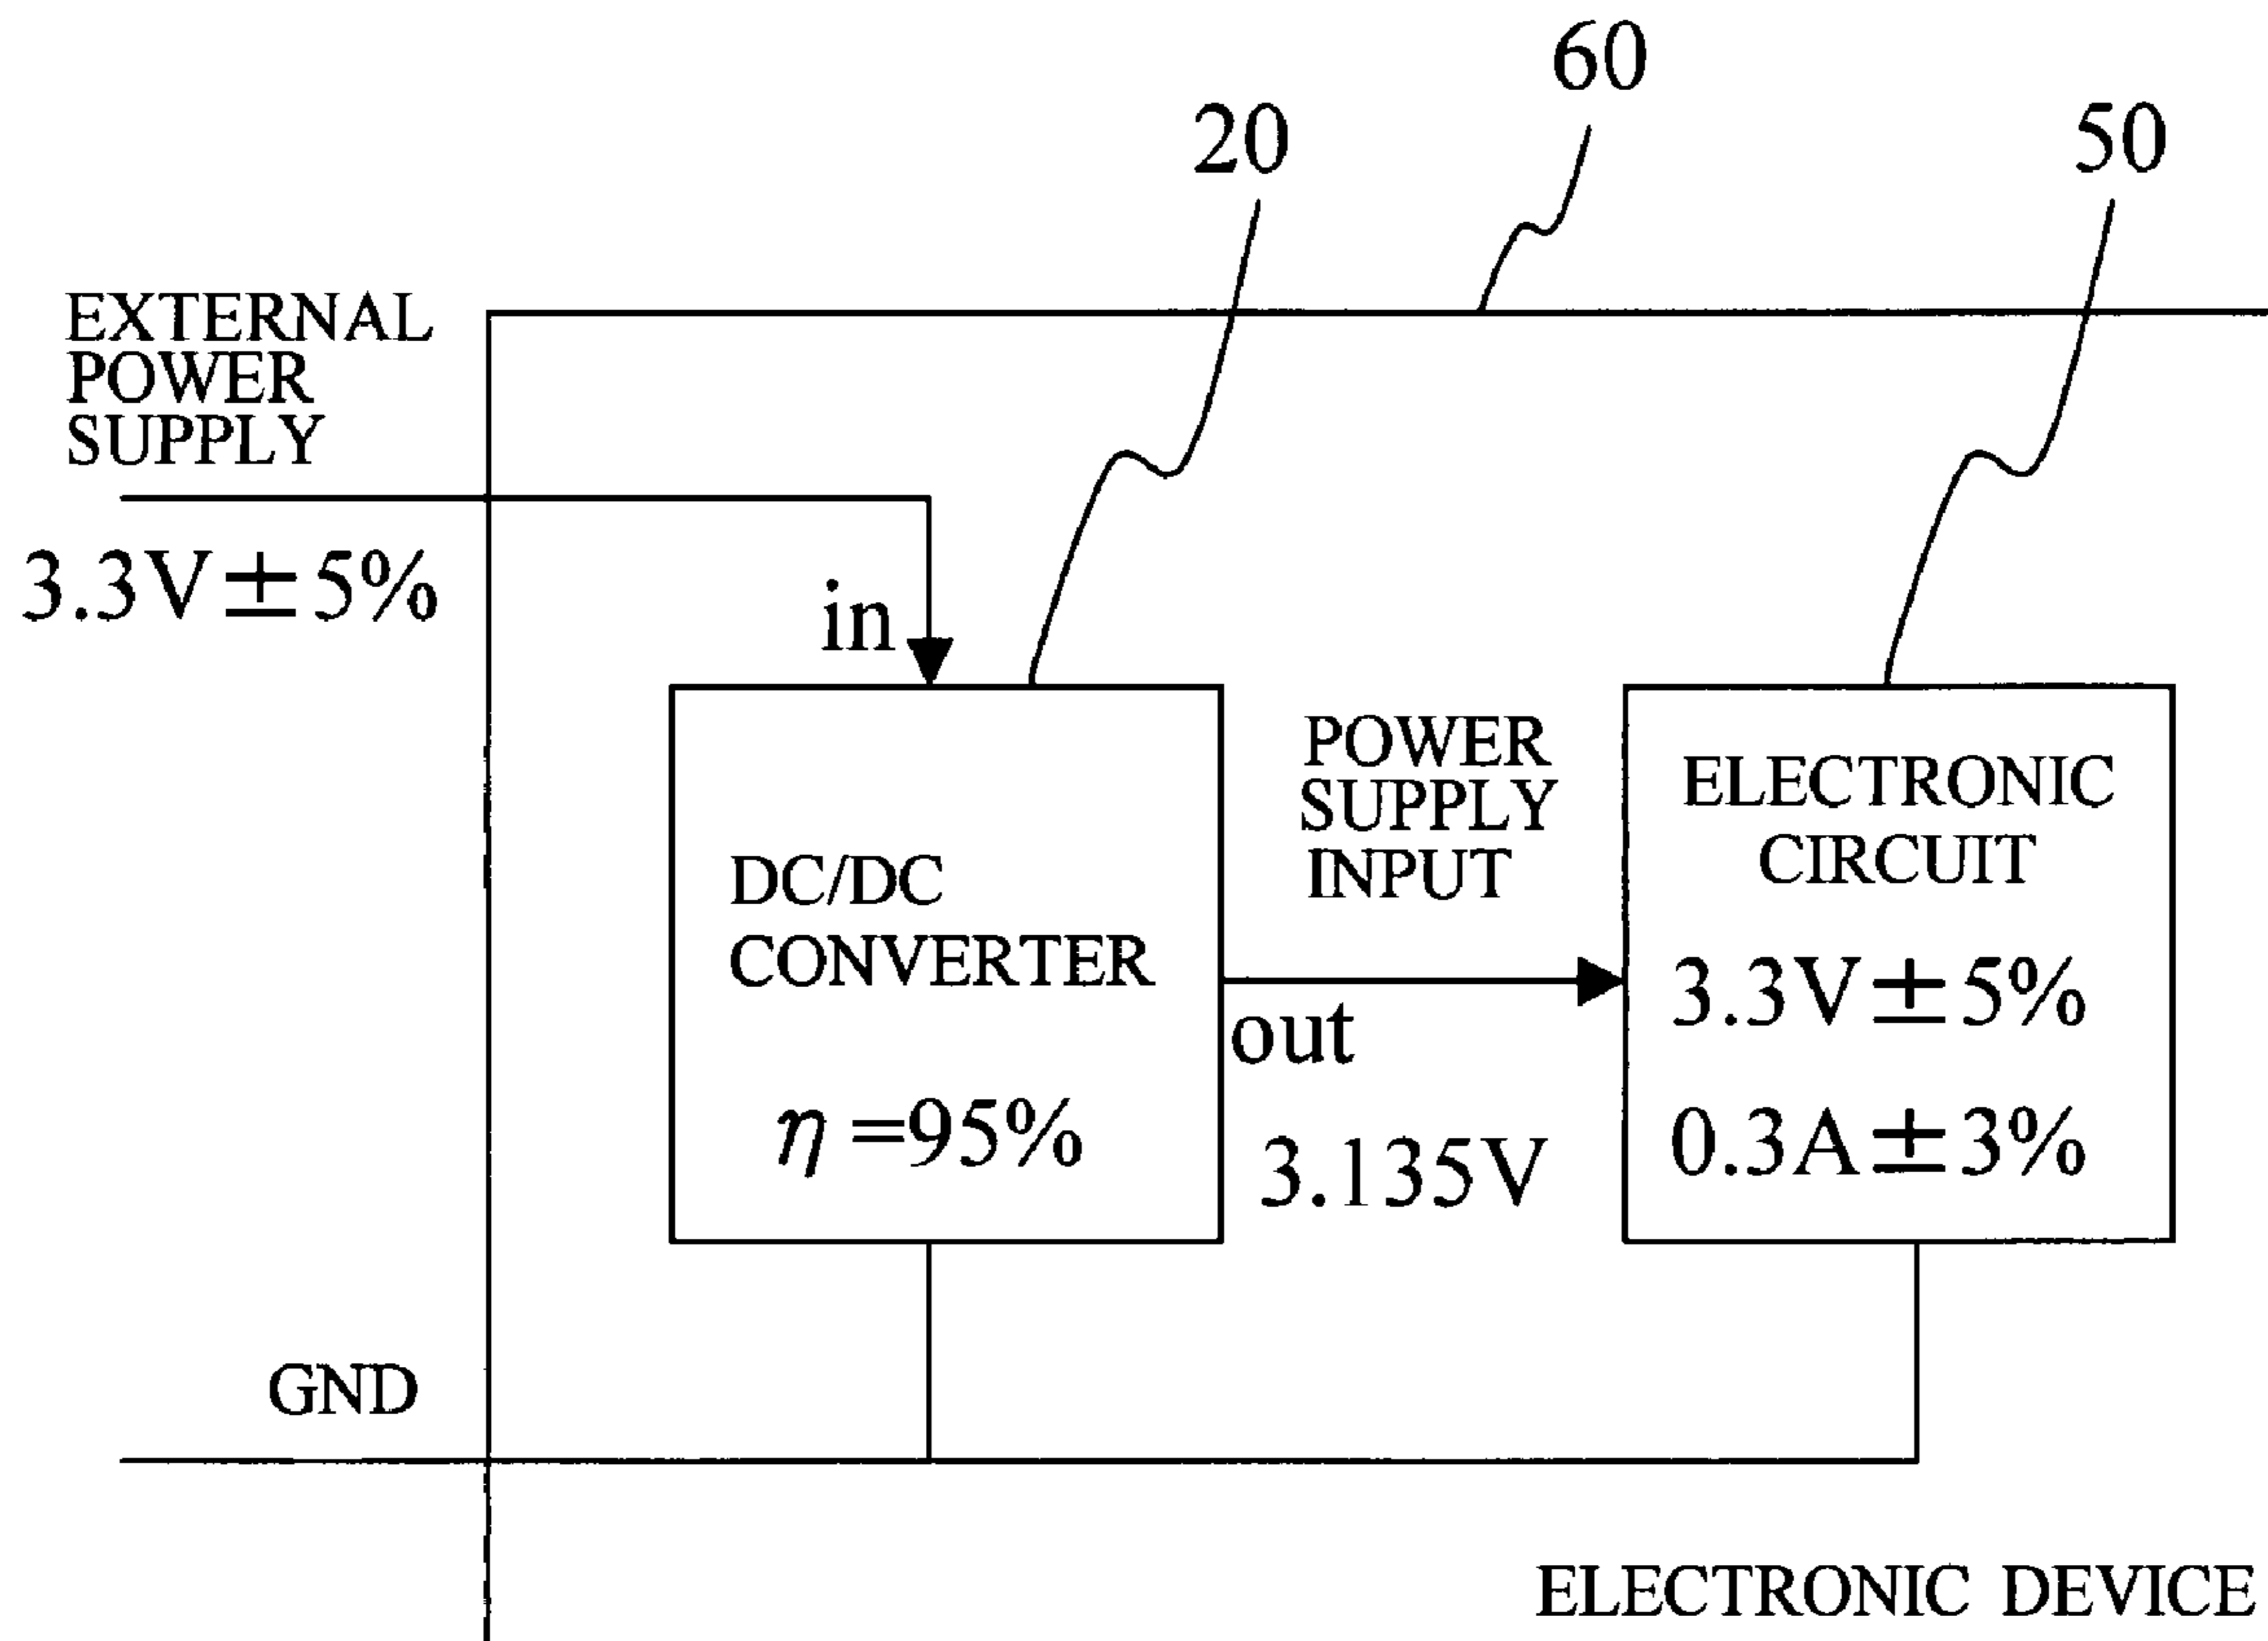 60
20
50
EXTERNAL
POWER
SUPPLY
3.3V±5%
in
POWER
SUPPLY
INPUT
ELECTRONIC
CIRCUIT
DC/DC
CONVERTER
3.3V±5%
out
η=95%
3.135V
0.3A±3%
GND
ELECTRONIC DEVICE